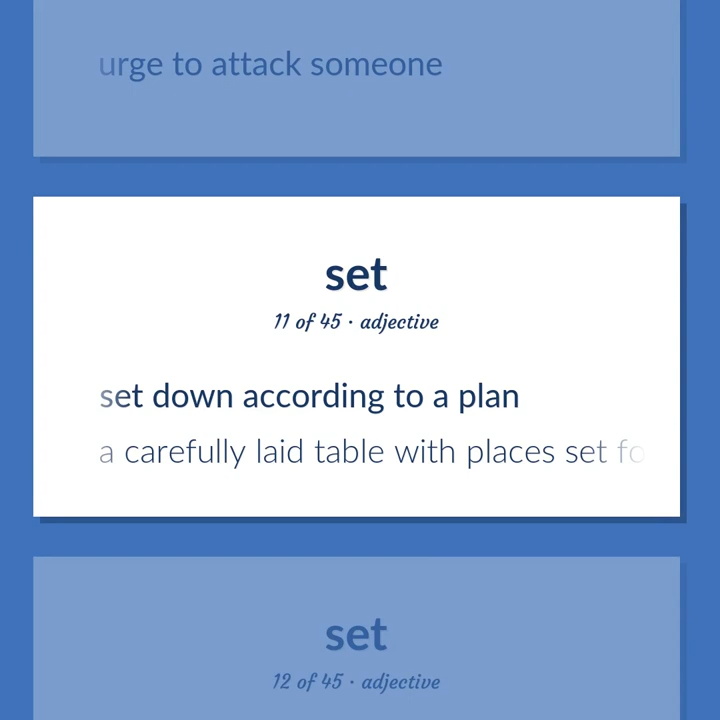 urge to attack someone
set
11 of 45 · adjective
set down according to a plan
a carefully laid table with places set fo
set
12 of 45 · adjective